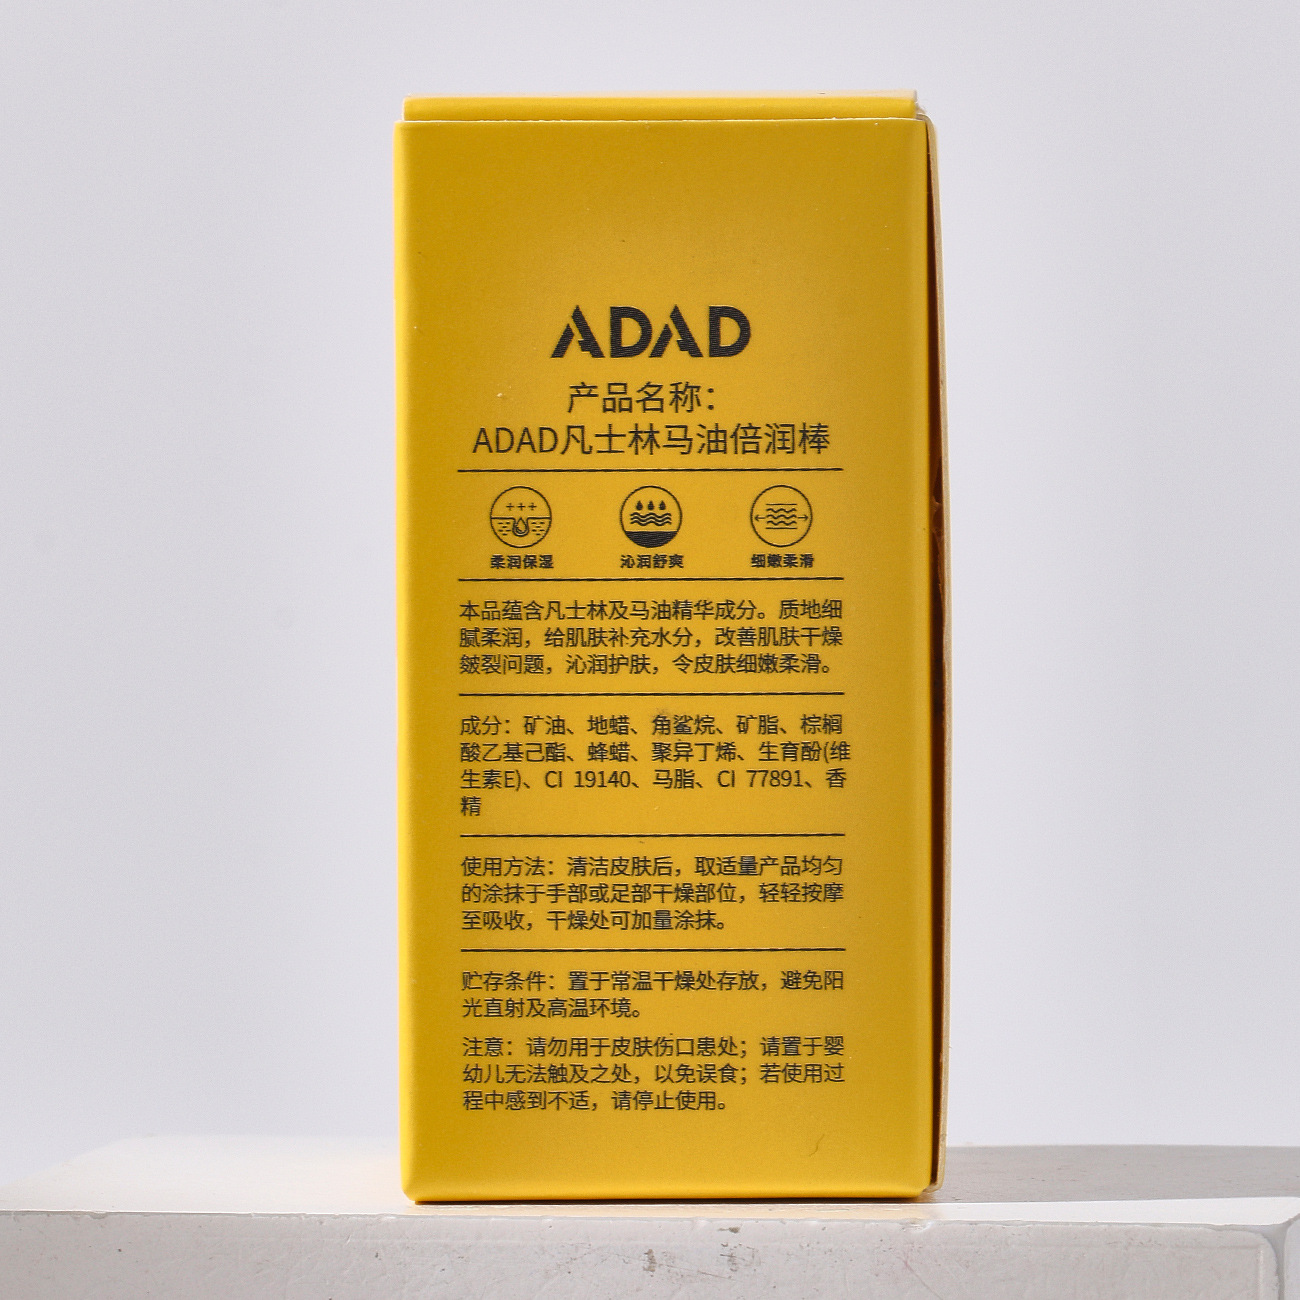 ADAD
产品名称：
ADAD凡士林马油倍润棒
柔润保湿 沁润舒爽 细嫩柔滑
本品蕴含凡士林及马油精华成分。质地细
腻柔润，给肌肤补充水分，改善肌肤干燥
皴裂问题，沁润护肤，令皮肤细嫩柔滑。
成分：矿油、地蜡、角鲨烷、矿脂、棕榈
酸乙基己酯、蜂蜡、聚异丁烯、生育酚(维
生素E)、CI 19140、马脂、CI 77891、香
精
使用方法：清洁皮肤后，取适量产品均匀
的涂抹于手部或足部干燥部位，轻轻按摩
至吸收，干燥处可加量涂抹。
贮存条件：置于常温干燥处存放，避免阳
光直射及高温环境。
注意：请勿用于皮肤伤口患处；请置于婴
幼儿无法触及之处，以免误食；若使用过
程中感到不适，请停止使用。